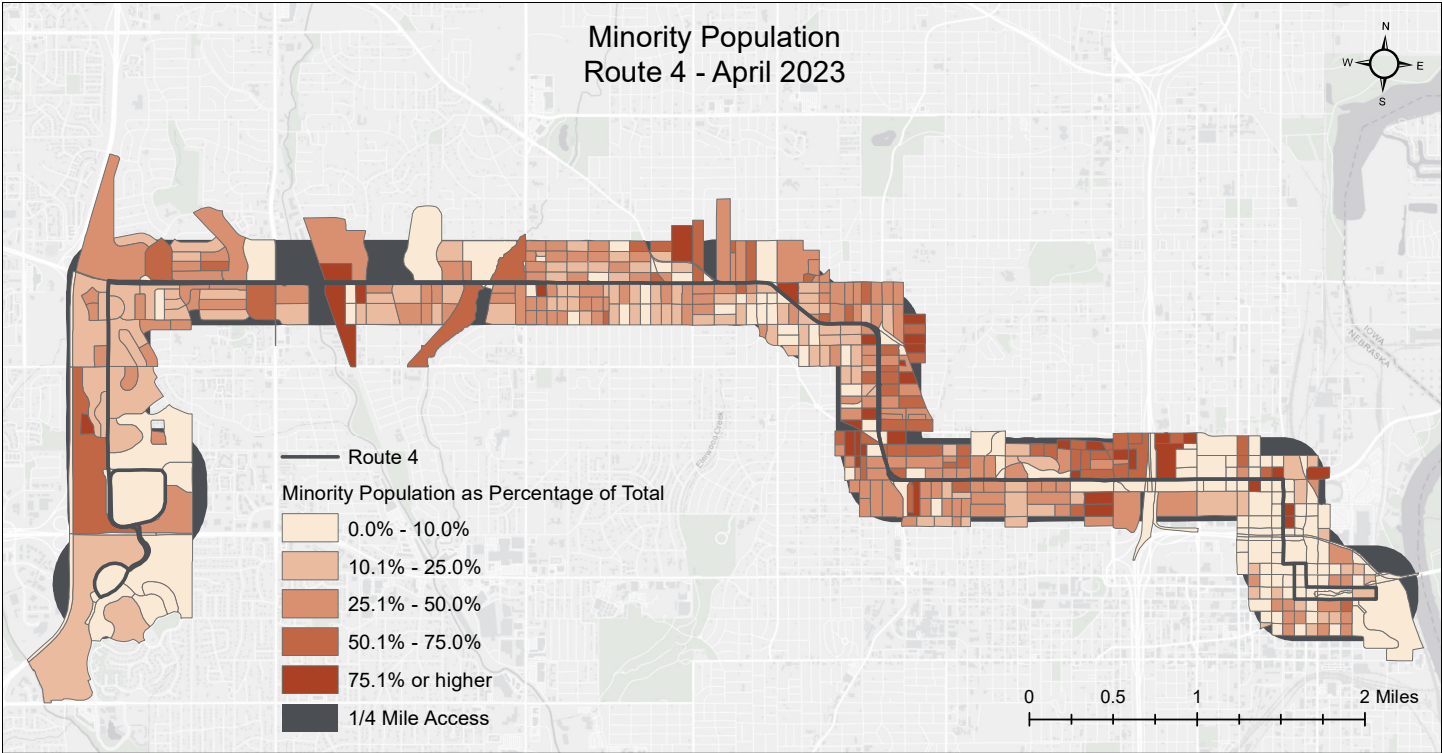 Minority Population
Route 4 - April 2023
N
W
E
S
IOWA
NEBRASKA
Elmwood Creek
Route 4
Minority Population as Percentage of Total
0.0% - 10.0%
10.1% - 25.0%
25.1% - 50.0%
50.1% - 75.0%
75.1% or higher
1/4 Mile Access
0
0.5
1
2 Miles